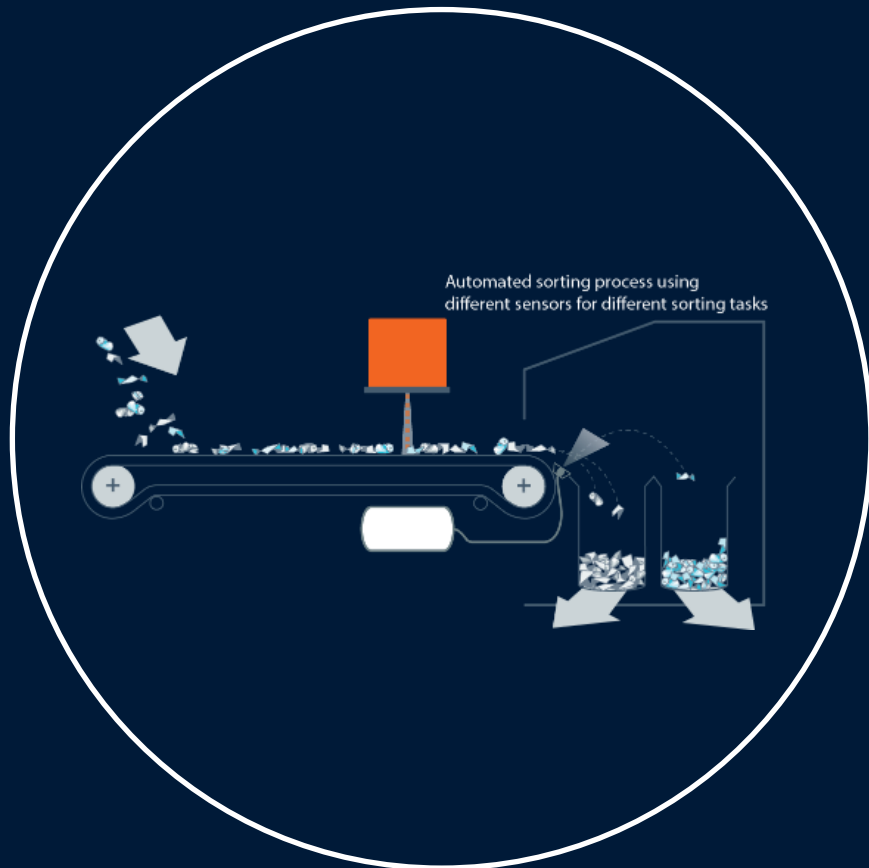 Automated sorting process using
different sensors for different sorting tasks